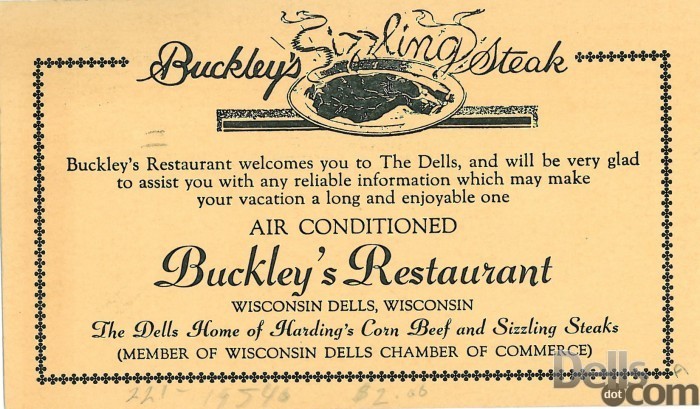 Buckley's Sizzling Steak
Buckley's Restaurant welcomes you to The Dells, and will be very glad
to assist you with any reliable information which may make
your vacation a long and enjoyable one
AIR CONDITIONED
Buckley's Restaurant
WISCONSIN DELLS, WISCONSIN
The Dells Home of Harding's Corn Beef and Sizzling Steaks
(MEMBER OF WISCONSIN DELLS CHAMBER OF COMMERCE)
Dells
dot.com